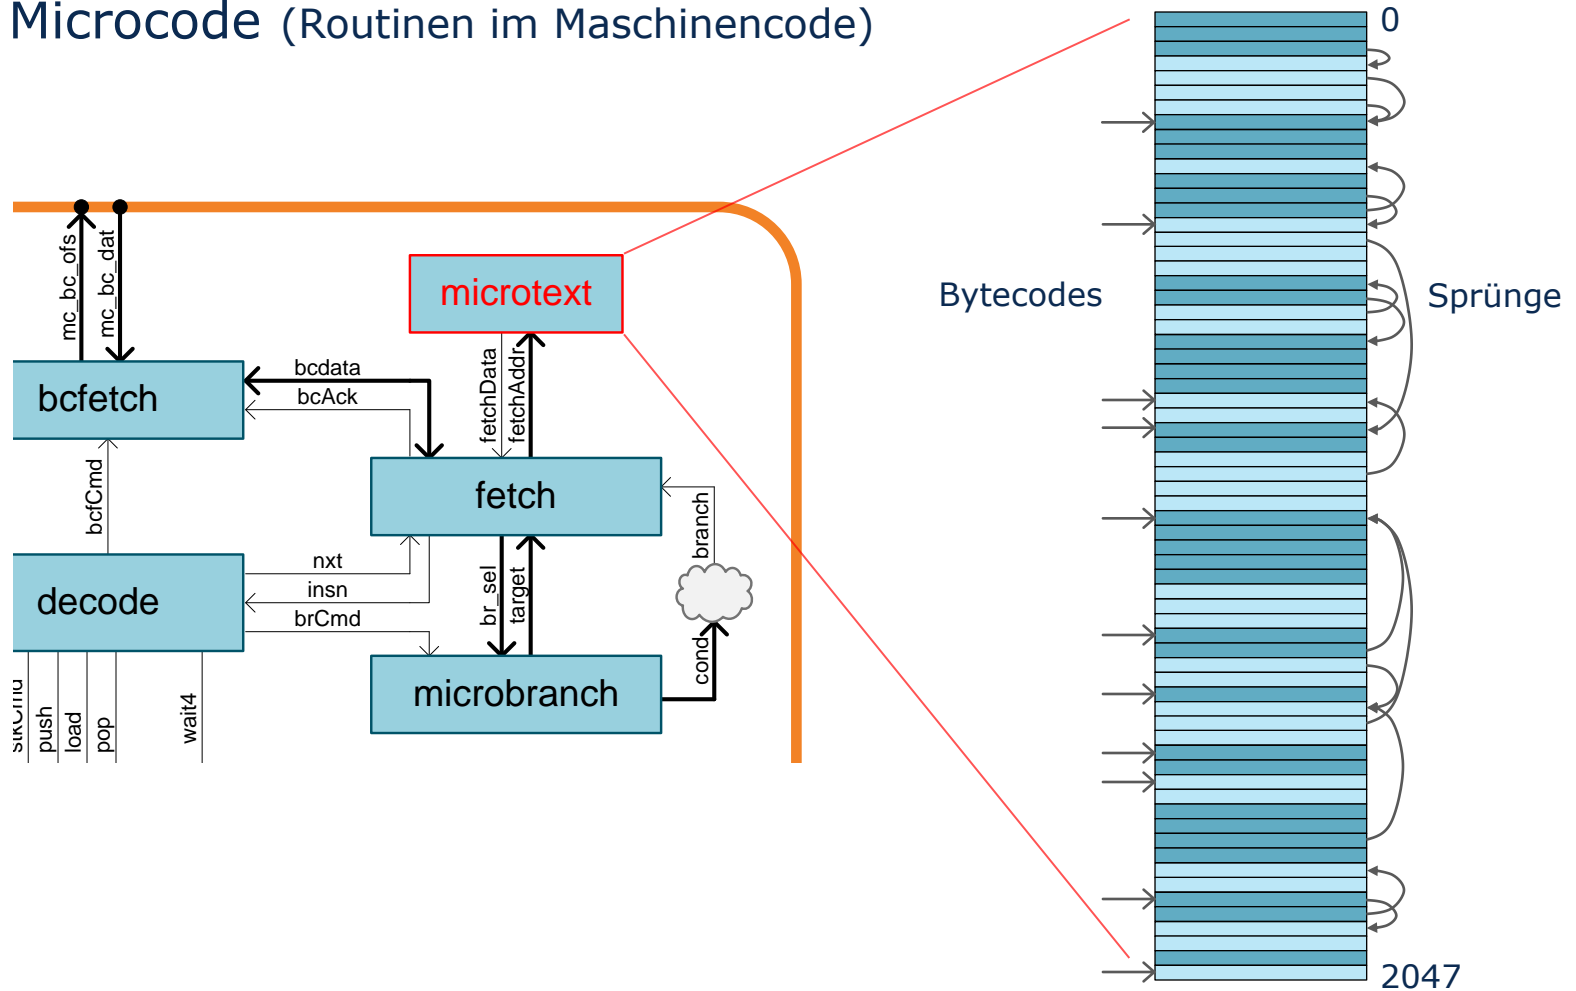 Microcode (Routinen im Maschinencode)
0
mc_bc_ofs
mc_bc_dat
microtext
Bytecodes
Sprünge
bcfetch
bcdata
bcAck
fetchData
fetchAddr
bcfCmd
fetch
branch
decode
nxt
insn
brCmd
br_sel
target
microbranch
cond
push
load
pop
wait4
2047